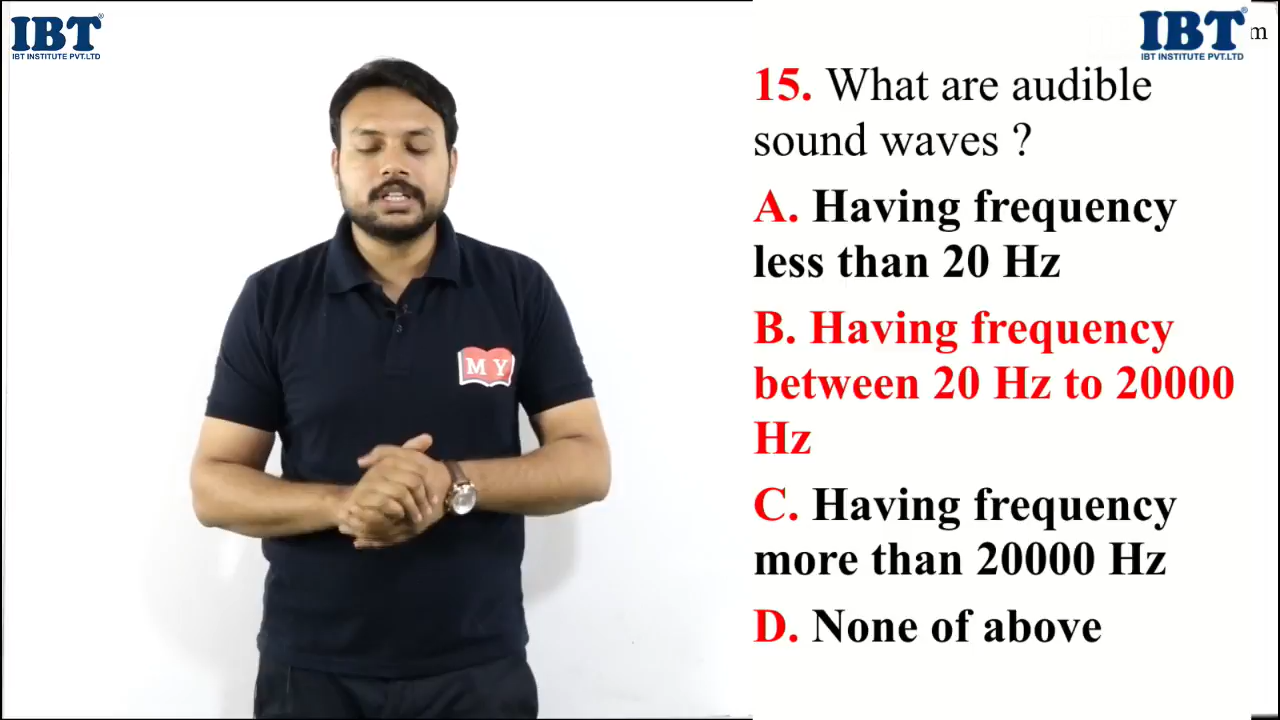 IBT
IBT INSTITUTE PVT.LTD
IBT
IBT INSTITUTE PVT.LTD
m
15. What are audible
sound waves ?
A. Having frequency
less than 20 Hz
B. Having frequency
between 20 Hz to 20000
Hz
C. Having frequency
more than 20000 Hz
D. None of above
M Y